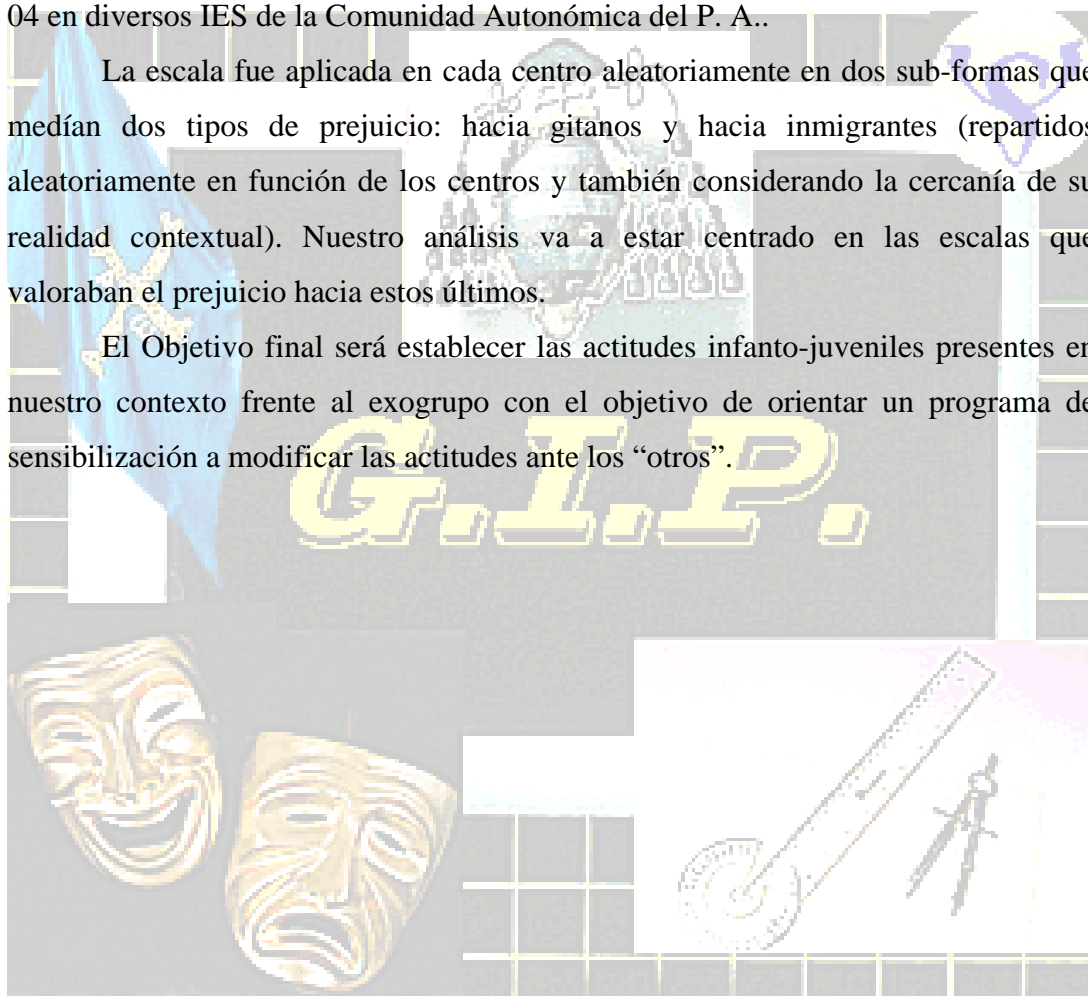 04 en diversos IES de la Comunidad Autonómica del P. A..
La escala fue aplicada en cada centro aleatoriamente en dos sub-formas que
medían dos tipos de prejuicio: hacia gitanos y hacia inmigrantes (repartidos
aleatoriamente en función de los centros y también considerando la cercanía de su
realidad contextual). Nuestro análisis va a estar centrado en las escalas que
valoraban el prejuicio hacia estos últimos.
El Objetivo final será establecer las actitudes infanto-juveniles presentes en
nuestro contexto frente al exogrupo con el objetivo de orientar un programa de
sensibilización a modificar las actitudes ante los “otros”.
G.I.P.